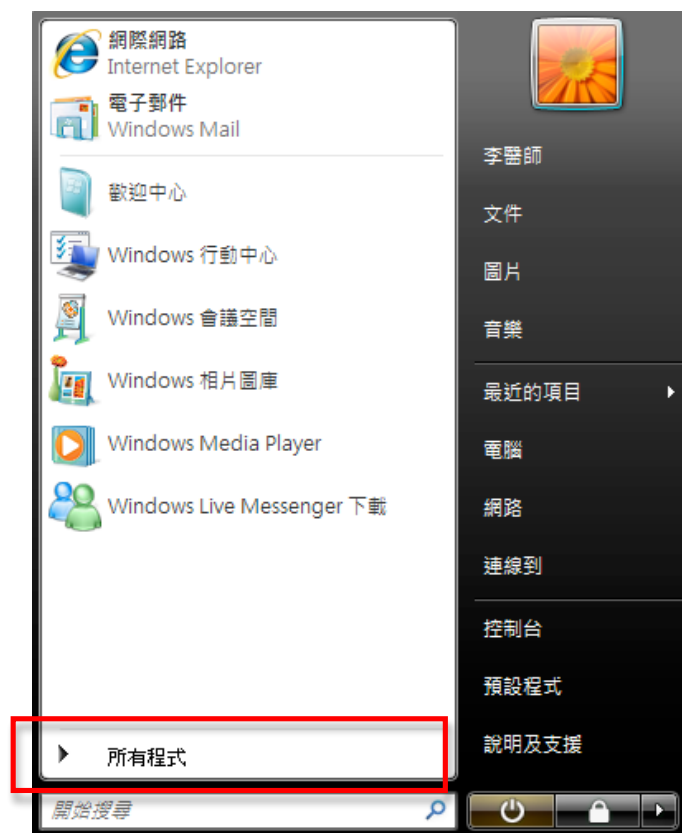 網際網路
Internet Explorer
電子郵件
Windows Mail
歡迎中心
Windows 行動中心
Windows 會議空間
Windows 相片圖庫
Windows Media Player
Windows Live Messenger 下載
所有程式
開始搜尋
李醫師
文件
圖片
音樂
最近的項目
電腦
網路
連線到
控制台
預設程式
說明及支援